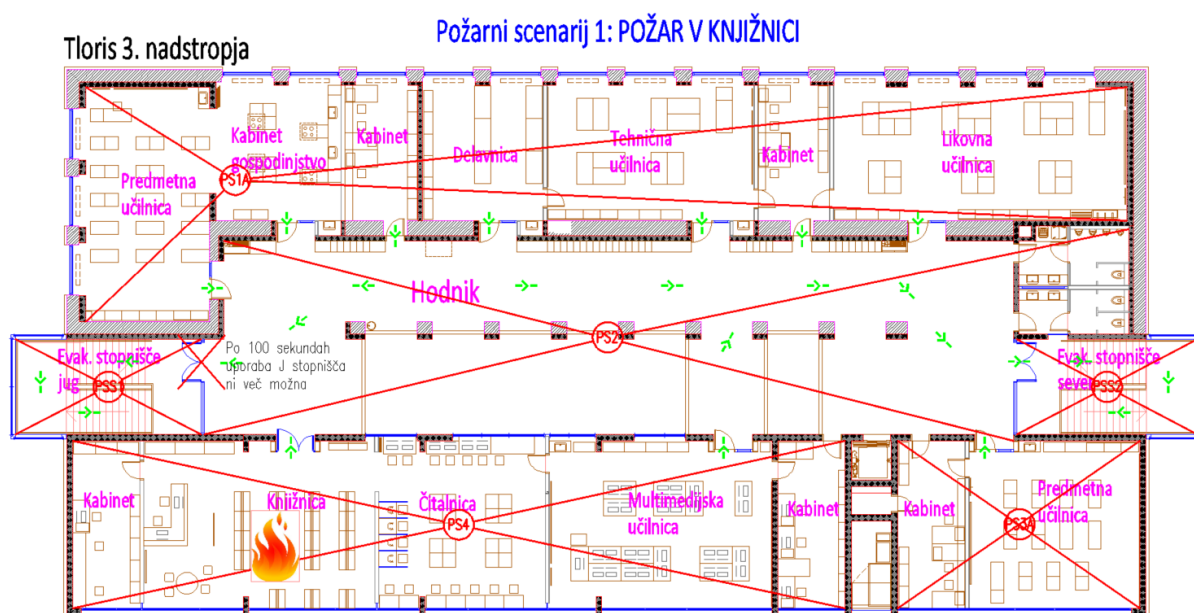 Požarni scenarij 1: POŽAR V KNJIŽNICI
Tloris 3. nadstropja
Kabinet
gospodinjstvo
Kabinet
Delavnica
Tehnična
učilnica
Kabinet
Likovna
učilnica
PS1A
Predmetna
učilnica
Hodnik
PS2
Po 100 sekundah
uporaba J stopnišča
ni več možna
Evak. stopnišče
jug
PSS1
Evak. stopnišče
sever
PSS2
Kabinet
Knjižnica
Čitalnica
PS4
Multimedijska
učilnica
Kabinet
Kabinet
Predmetna
učilnica
PS3A